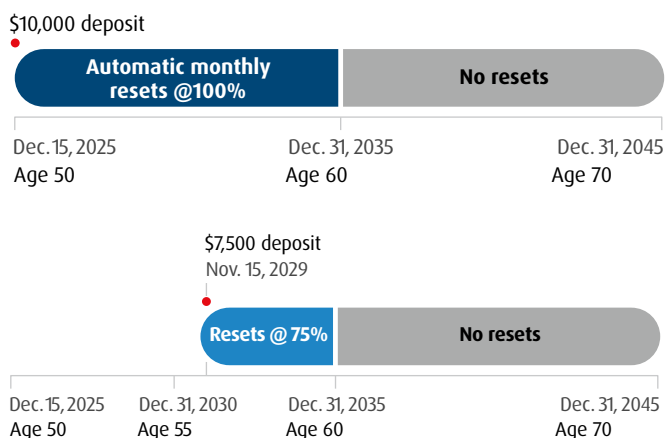 $10,000 deposit
Automatic monthly
resets @100%
No resets
Dec. 15, 2025
Dec. 31, 2035
Dec. 31, 2045
Age 50
Age 60
Age 70
$7,500 deposit
Nov. 15, 2029
Resets @ 75%
No resets
Dec. 15, 2025
Dec. 31, 2030
Dec. 31, 2035
Dec. 31, 2045
Age 50
Age 55
Age 60
Age 70